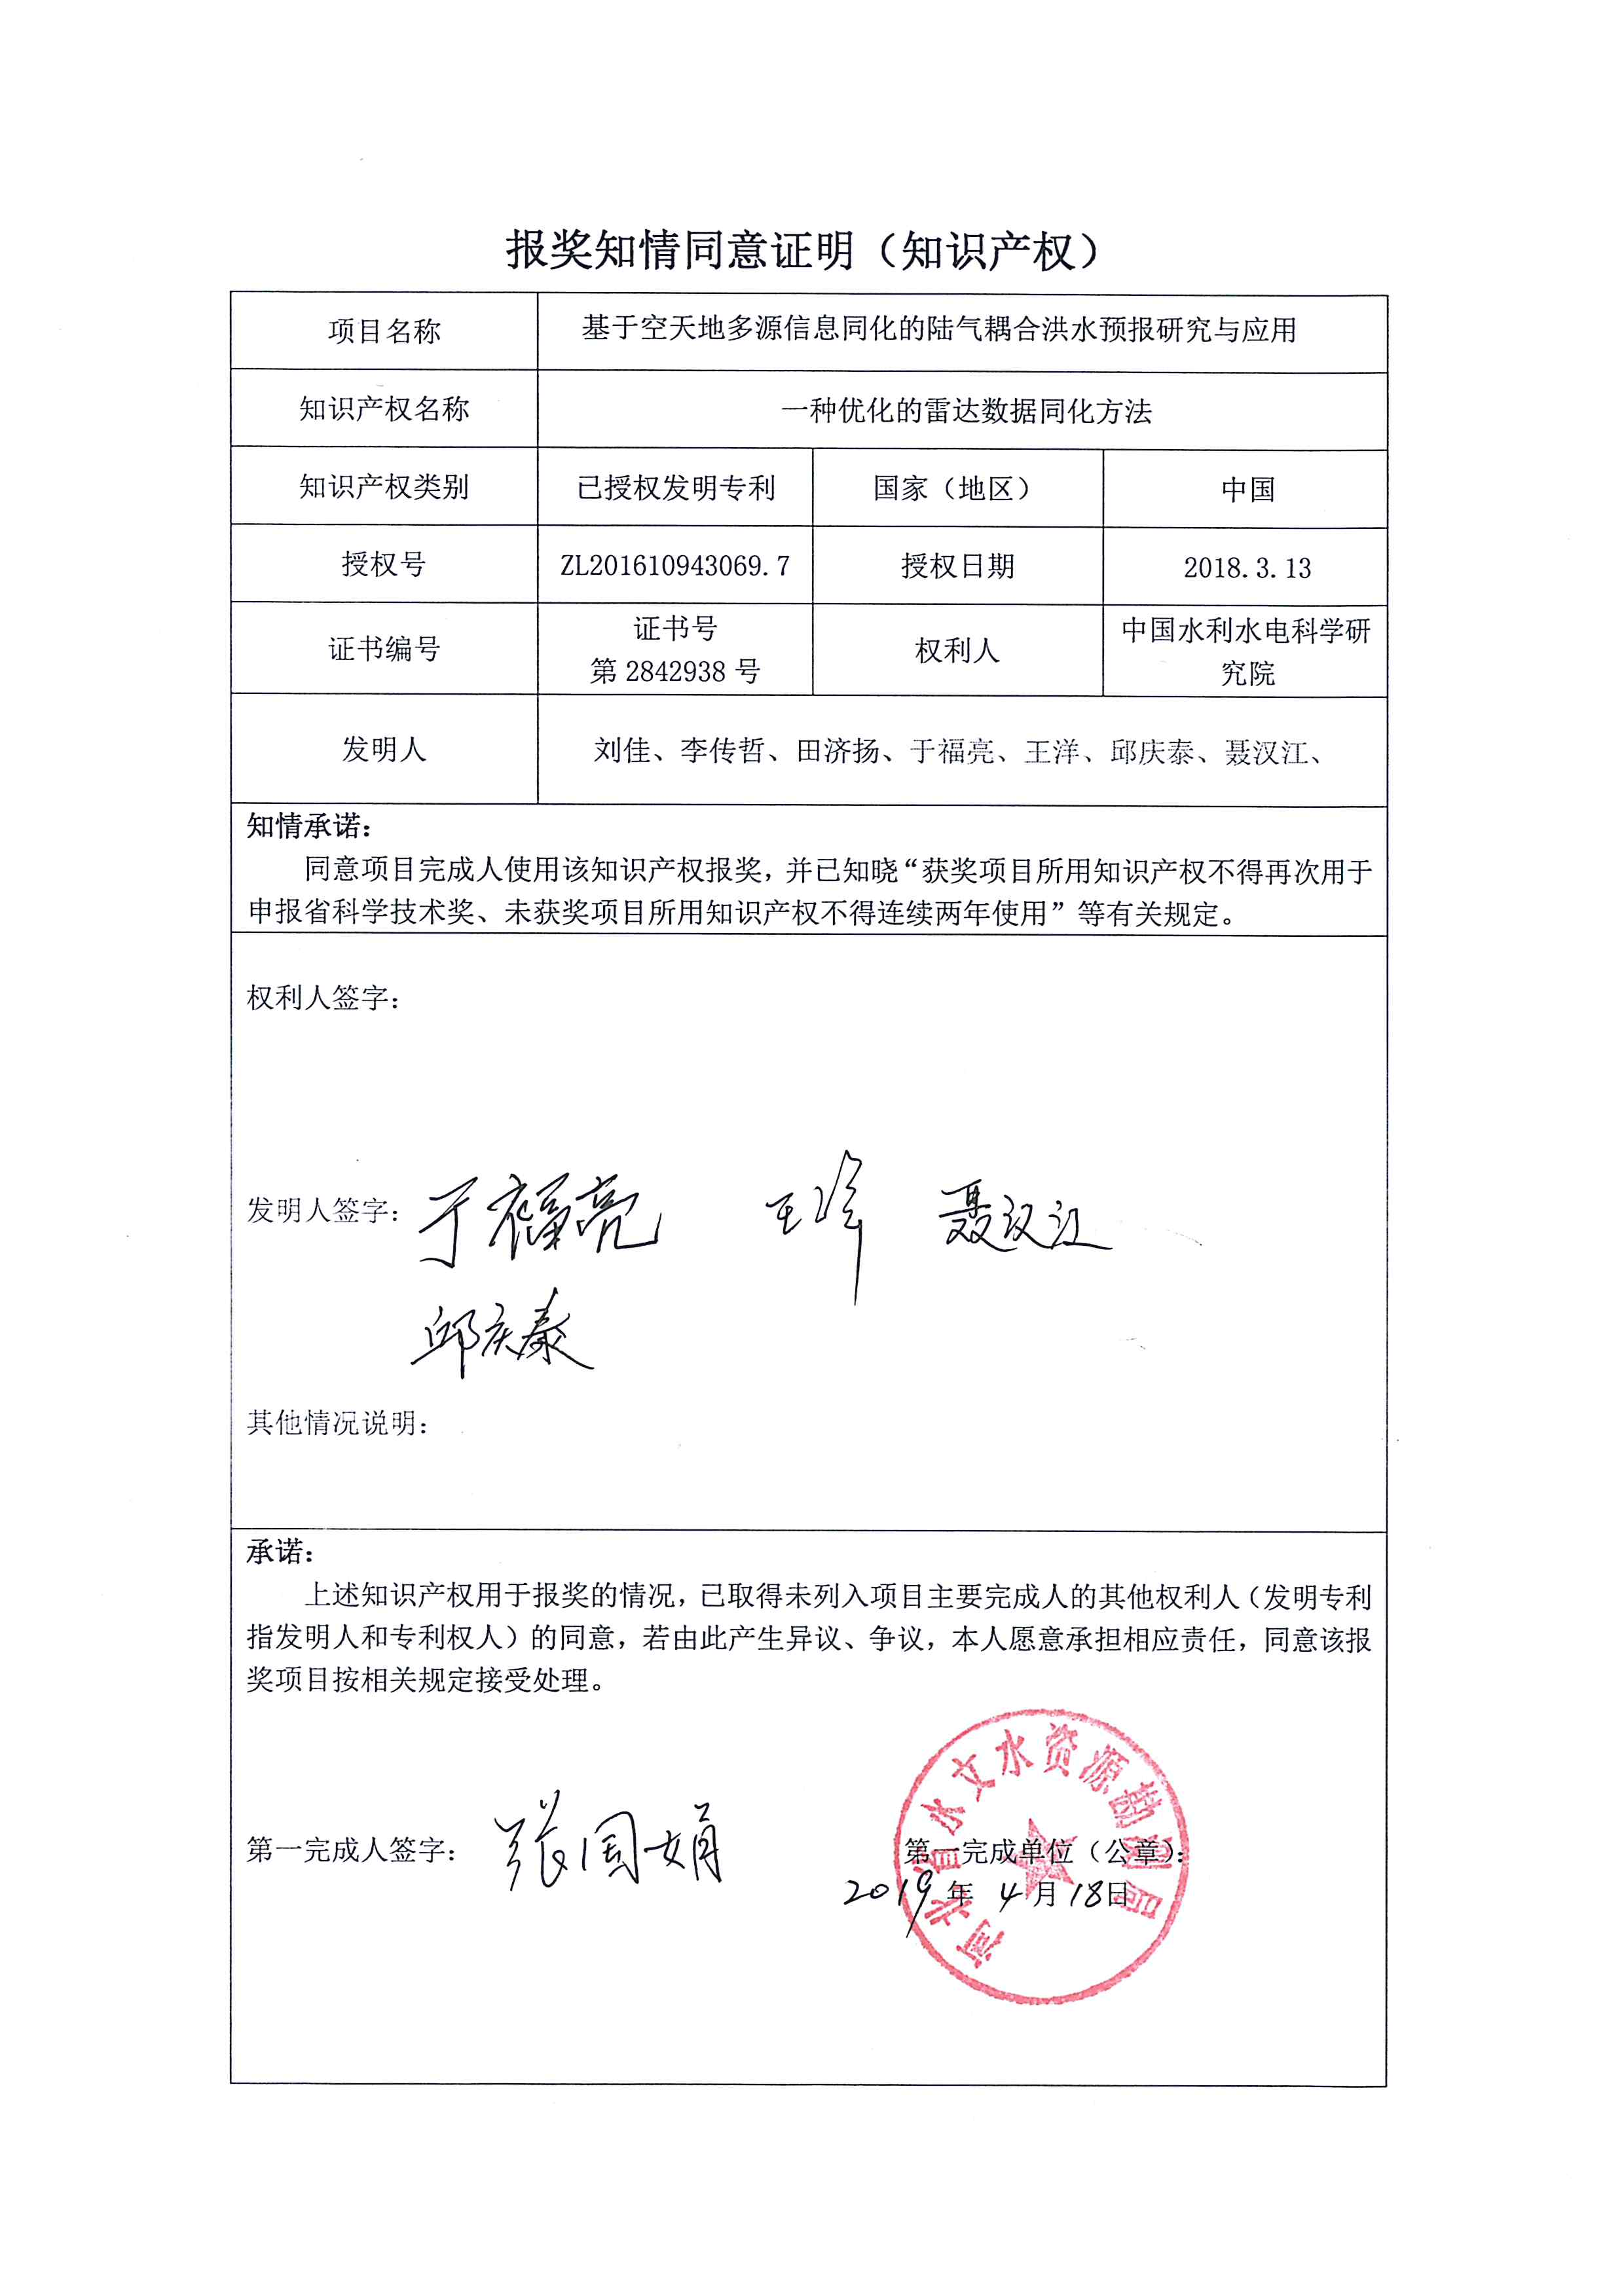 报奖知情同意证明（知识产权）
项目名称 基于空天地多源信息同化的陆气耦合洪水预报研究与应用
知识产权名称 一种优化的雷达数据同化方法
知识产权类别 已授权发明专利 国家（地区） 中国
授权号 ZL201610943069.7 授权日期 2018.3.13
证书编号 证书号 权利人 中国水利水电科学研
第 2842938 号 究院
发明人 刘佳、李传哲、田济扬、于福亮、王洋、邱庆泰、聂汉江、
知情承诺：
同意项目完成人使用该知识产权报奖，并已知晓“获奖项目所用知识产权不得再次用于
申报省科学技术奖、未获奖项目所用知识产权不得连续两年使用”等有关规定。
权利人签字：
发明人签字： 于福亮 王洋 聂汉江
邱庆泰
其他情况说明：
承诺：
上述知识产权用于报奖的情况，已取得未列入项目主要完成人的其他权利人（发明专利
指发明人和专利权人）的同意，若由此产生异议、争议，本人愿意承担相应责任，同意该报
奖项目按相关规定接受处理。
河北省水文水资源勘测局
第一完成人签字： 张国娟 第一完成单位（公章）：
2019年 4月18日